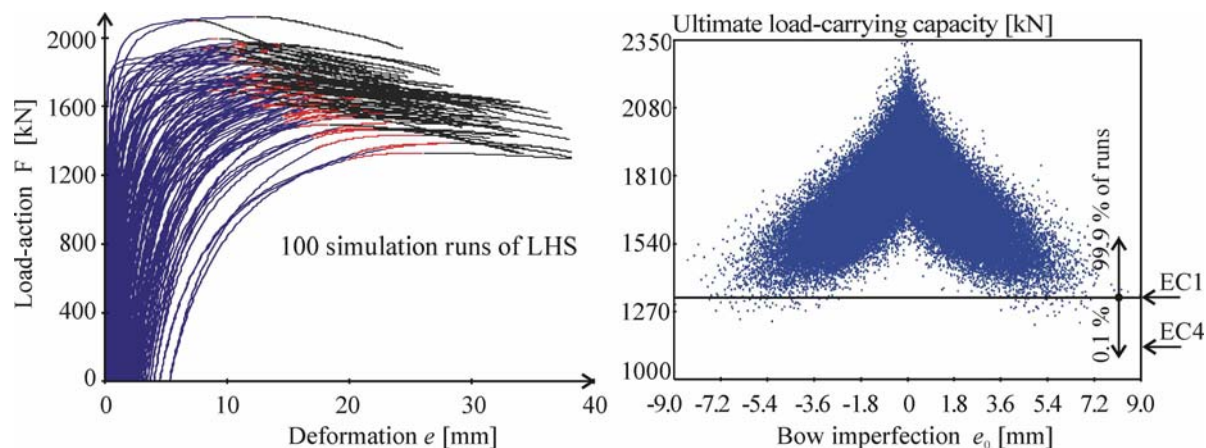 2000
1600
1200
800
400
0
Load-action F [kN]
100 simulation runs of LHS
0 10 20 30 40
Deformation e [mm]
Ultimate load-carrying capacity [kN]
2350
2080
1810
1540
1270
1000
99.9 % of runs
0.1 %
EC1
EC4
-9.0 -7.2 -5.4 -3.6 -1.8 0 1.8 3.6 5.4 7.2 9.0
Bow imperfection e₀ [mm]